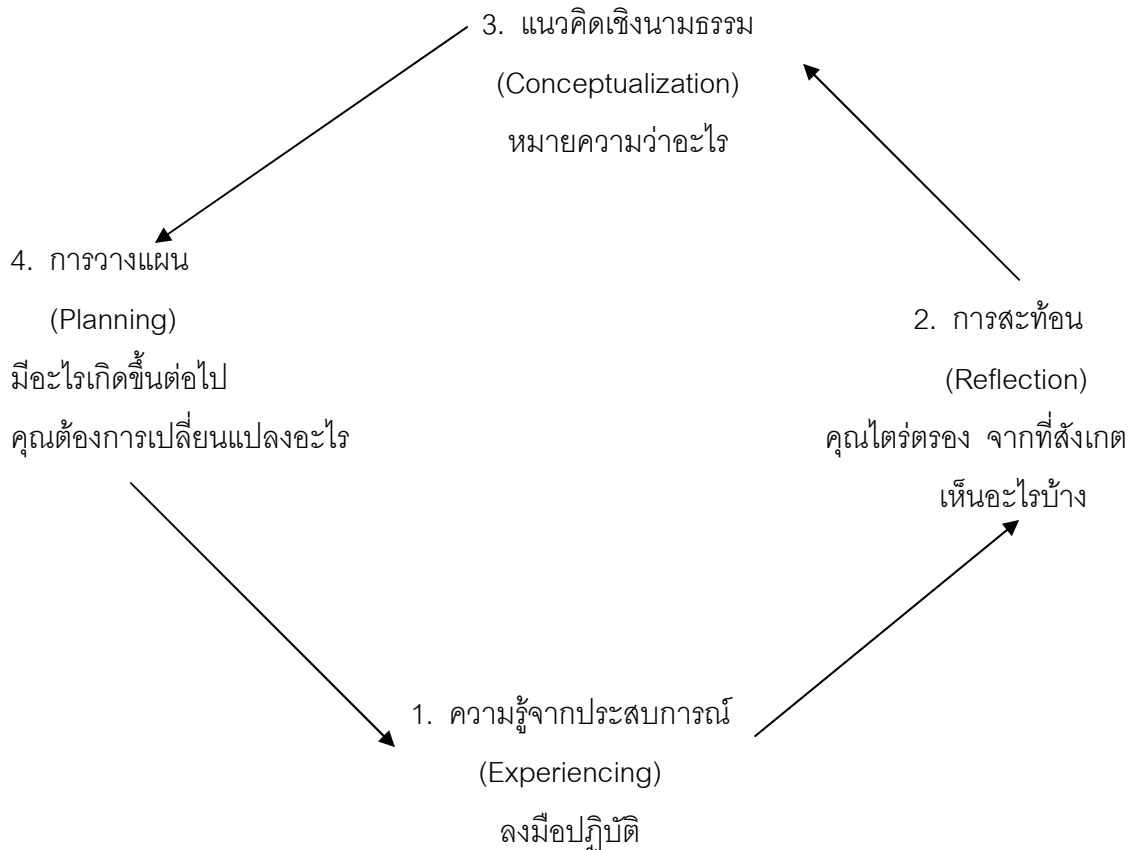 3. แนวคิดเชิงนามธรรม
(Conceptualization)
หมายความว่าอะไร
4. การวางแผน
(Planning)
มีอะไรเกิดขึ้นต่อไป
คุณต้องการเปลี่ยนแปลงอะไร
2. การสะท้อน
(Reflection)
คุณไตร่ตรอง จากที่สังเกต
เห็นอะไรบ้าง
1. ความรู้จากประสบการณ์
(Experiencing)
ลงมือปฏิบัติ